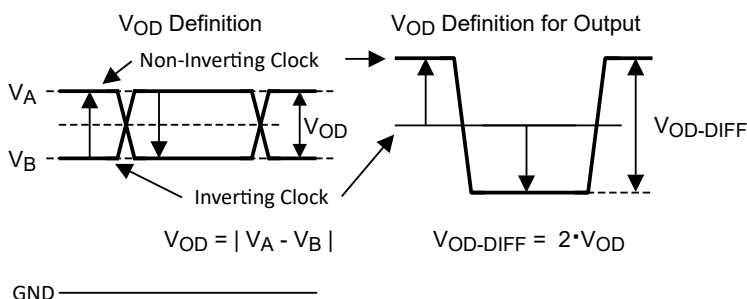 VOD Definition
VOD Definition for Output
Non-Inverting Clock
VA
VOD
VB
VOD-DIFF
Inverting Clock
VOD = | VA - VB |
VOD-DIFF = 2·VOD
GND